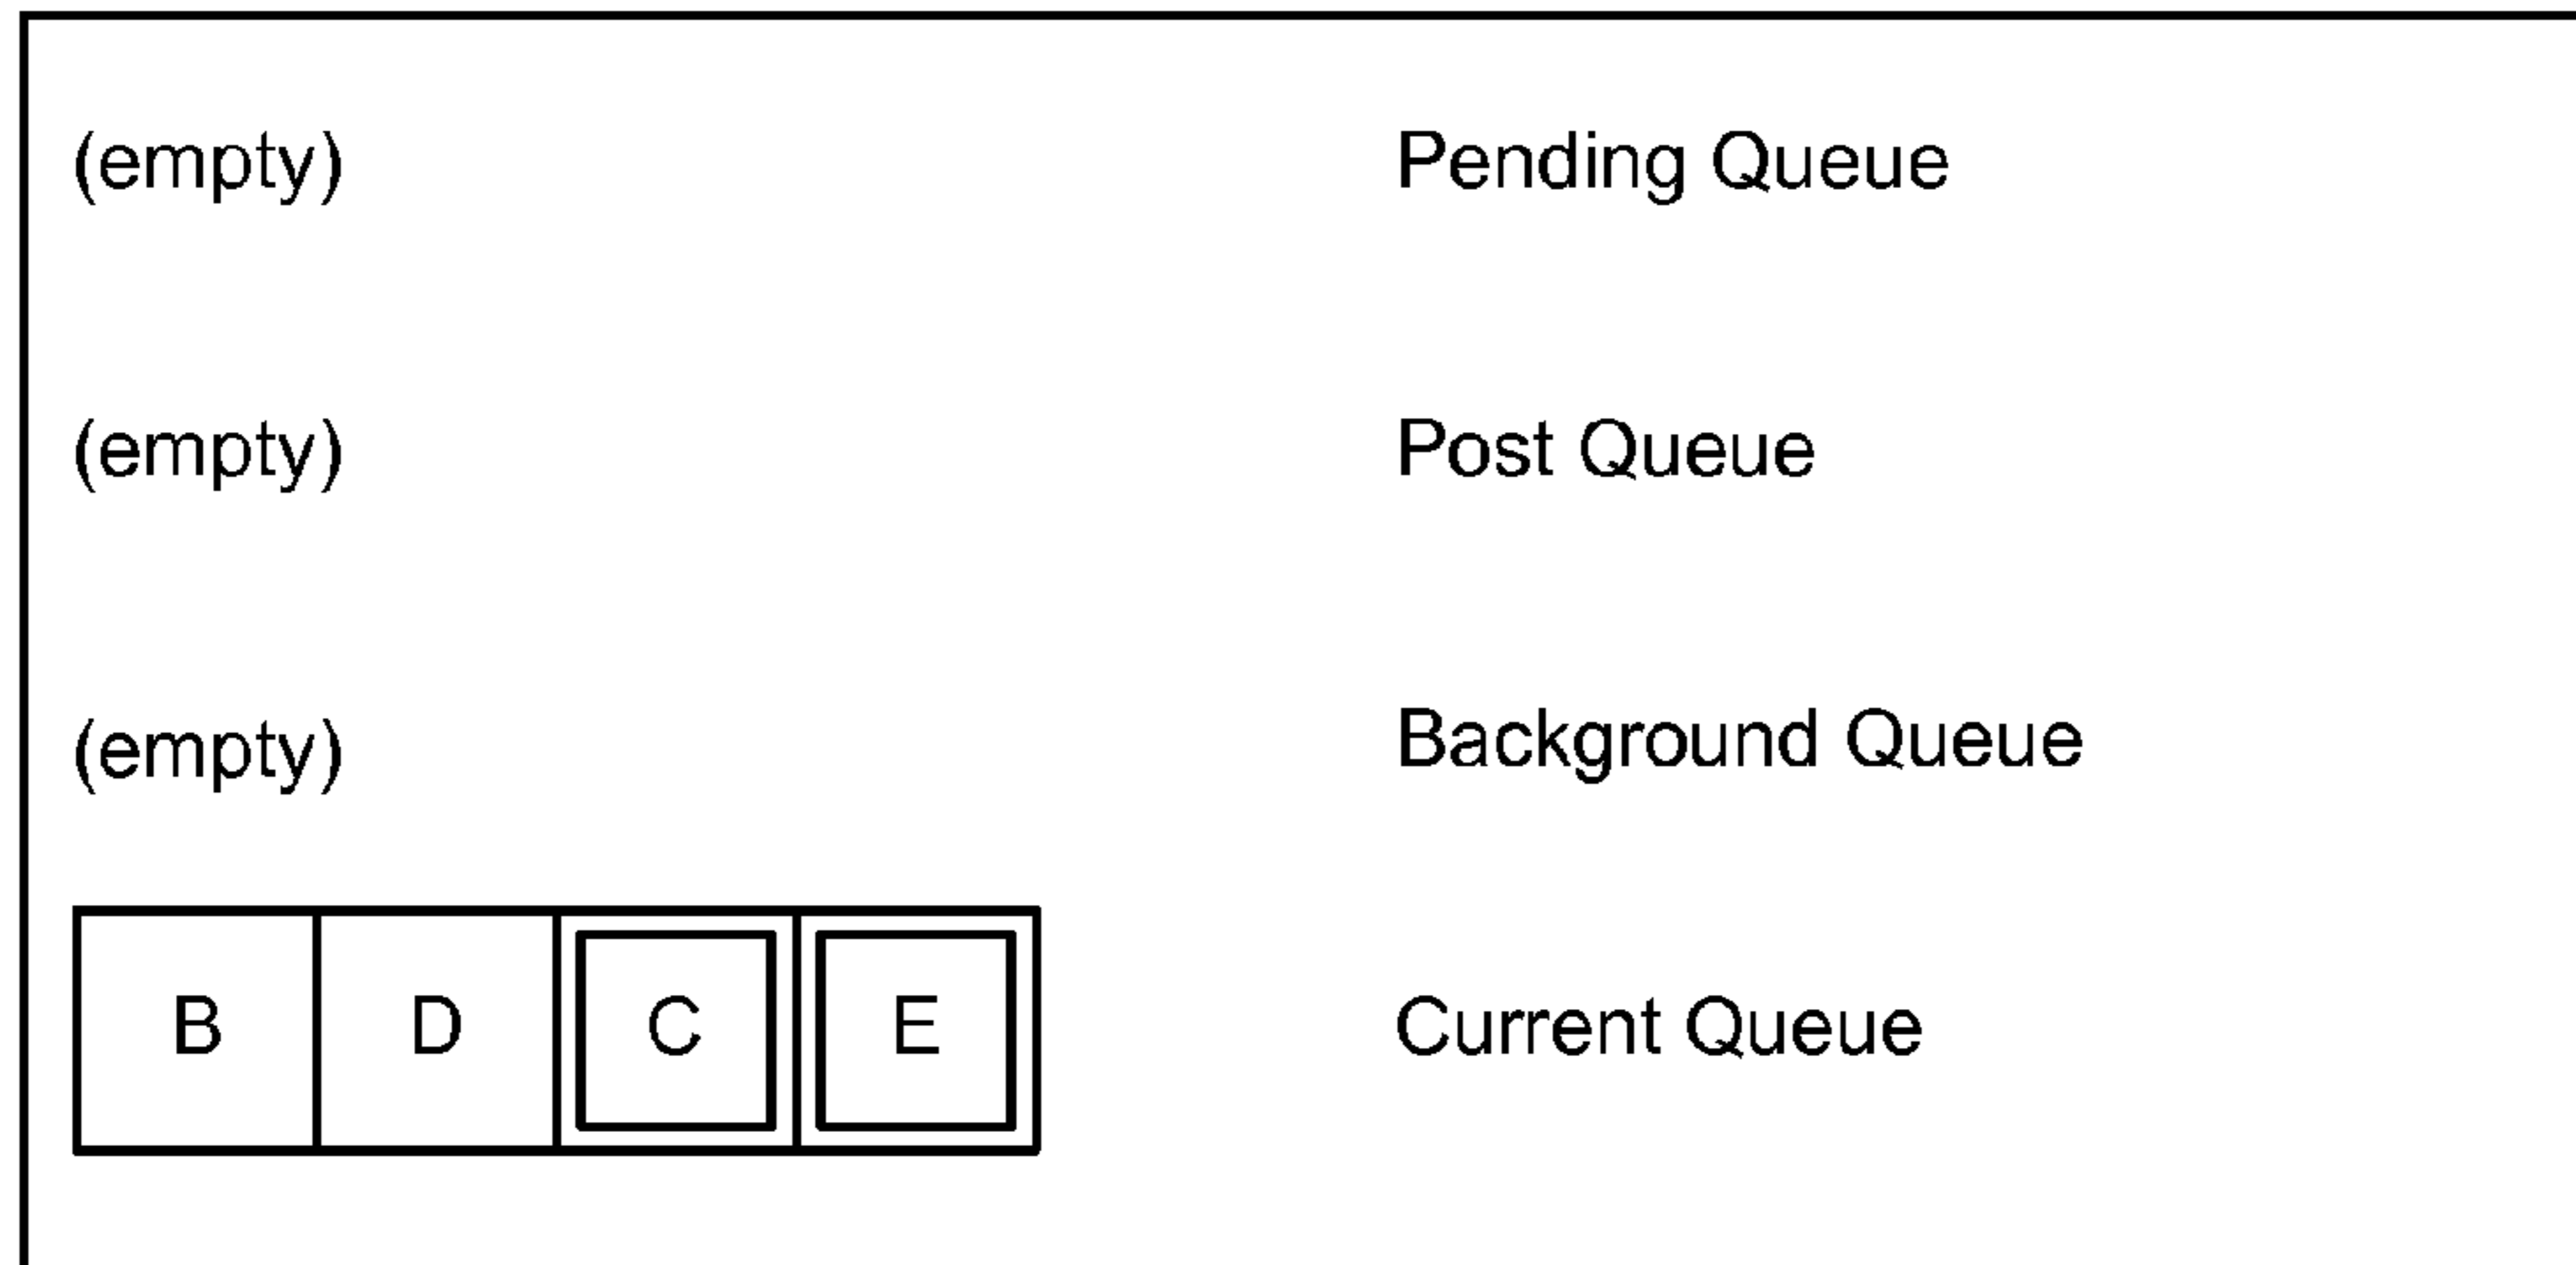 (empty) Pending Queue
(empty) Post Queue
(empty) Background Queue
B D C E Current Queue